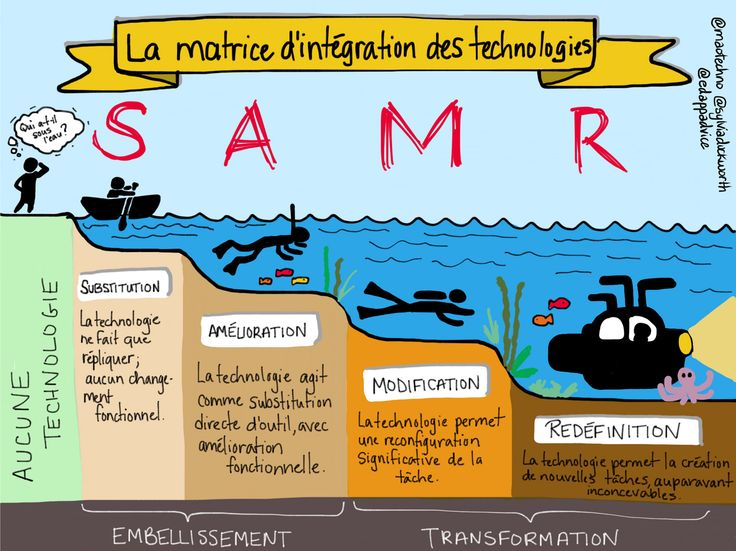 La matrice d'intégration des technologies
@maotechno @sylviaduckworth
@edappadvice
S A M R
Qui a-t-il
sous
l'eau?
AUCUNE
TECHNOLOGIE
SUBSTITUTION
La technologie
ne fait que
répliquer;
aucun change-
ment
fonctionnel.
AMÉLIORATION
La technologie agit
comme substitution
directe d'outil, avec
amélioration
fonctionnelle.
MODIFICATION
La technologie permet
une reconfiguration
significative de la
tâche.
REDÉFINITION
La technologie permet la création
de nouvelles tâches, auparavant
inconcevables.
EMBELLISSEMENT
TRANSFORMATION